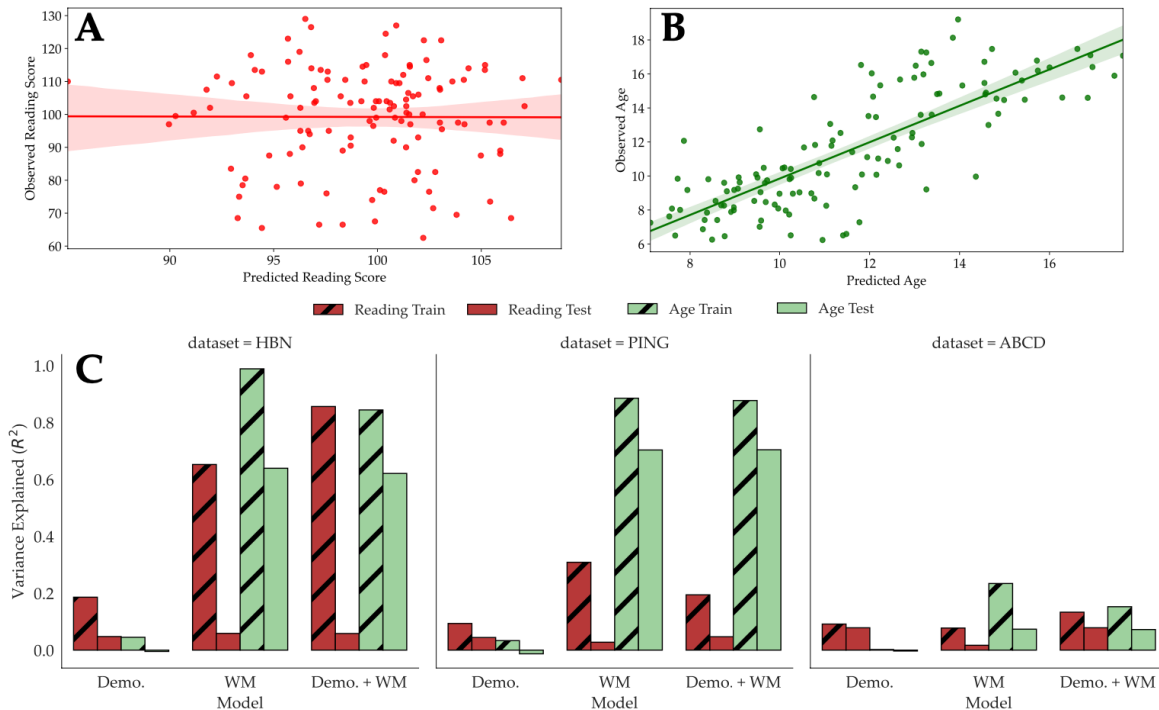 A
Observed Reading Score
130
120
110
100
90
80
70
60
90 95 100 105
Predicted Reading Score
B
Observed Age
18
16
14
12
10
8
6
8 10 12 14 16
Predicted Age
Reading Train Reading Test Age Train Age Test
C
dataset = HBN dataset = PING dataset = ABCD
Variance Explained (R²)
1.0
0.8
0.6
0.4
0.2
0.0
Demo. WM Demo. + WM Demo. WM Demo. + WM Demo. WM Demo. + WM
Model Model Model